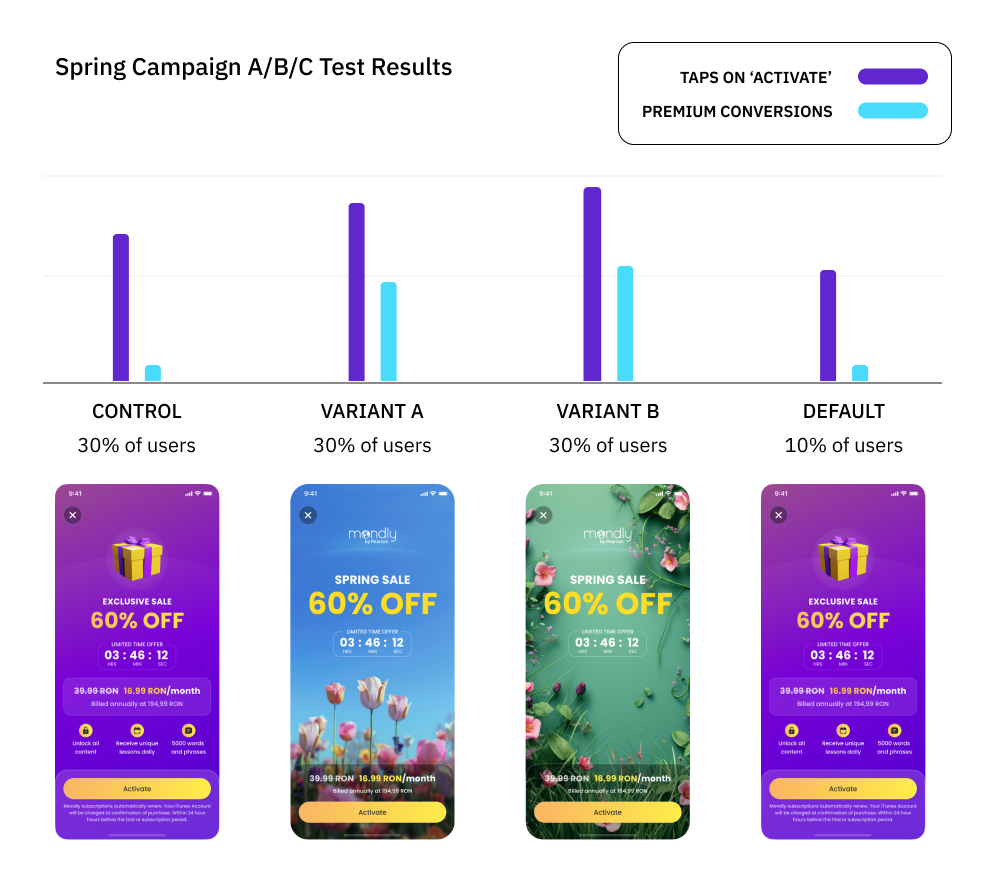 Spring Campaign A/B/C Test Results
TAPS ON ‘ACTIVATE’
PREMIUM CONVERSIONS
CONTROL
30% of users
VARIANT A
30% of users
VARIANT B
30% of users
DEFAULT
10% of users
9:41
EXCLUSIVE SALE
60% OFF
LIMITED TIME OFFER
03 : 46 : 12
HRS MIN SEC
39.99 RON 16.99 RON/month
Billed annually at 194,99 RON
Unlock all
content
Receive unique
lessons daily
5000 words
and phrases
Activate
Mondly subscriptions automatically renew. Your iTunes Account
will be charged at confirmation of purchase. Within 24 hour
hours before the trial or subscription period.
9:41
mondly
by Pearson
SPRING SALE
60% OFF
LIMITED TIME OFFER
03 : 46 : 12
HRS MIN SEC
39.99 RON 16.99 RON/month
Billed annually at 194,99 RON
Activate
9:41
mondly
by Pearson
SPRING SALE
60% OFF
LIMITED TIME OFFER
03 : 46 : 12
HRS MIN SEC
39.99 RON 16.99 RON/month
Billed annually at 194,99 RON
Activate
9:41
EXCLUSIVE SALE
60% OFF
LIMITED TIME OFFER
03 : 46 : 12
HRS MIN SEC
39.99 RON 16.99 RON/month
Billed annually at 194,99 RON
Unlock all
content
Receive unique
lessons daily
5000 words
and phrases
Activate
Mondly subscriptions automatically renew. Your iTunes Account
will be charged at confirmation of purchase. Within 24 hour
hours before the trial or subscription period.